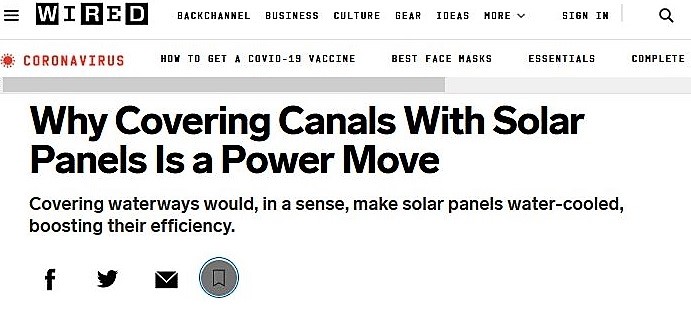 WIRED BACKCHANNEL BUSINESS CULTURE GEAR IDEAS MORE SIGN IN
CORONAVIRUS HOW TO GET A COVID-19 VACCINE BEST FACE MASKS ESSENTIALS COMPLETE
Why Covering Canals With Solar
Panels Is a Power Move
Covering waterways would, in a sense, make solar panels water-cooled,
boosting their efficiency.